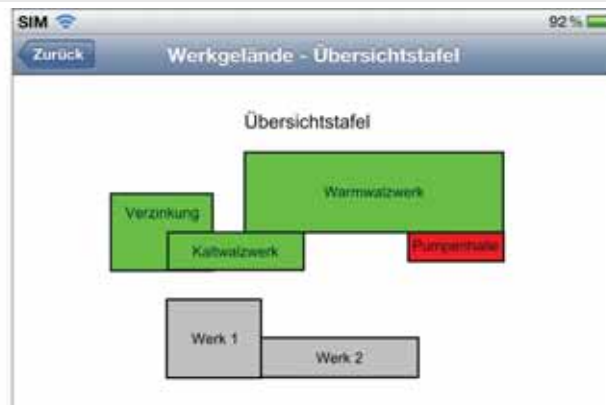 SIM 92 %
Zurück Werkgelände - Übersichtstafel
Übersichtstafel
Warmwalzwerk
Verzinkung
Kaltwalzwerk Pumpenhalle
Werk 1
Werk 2